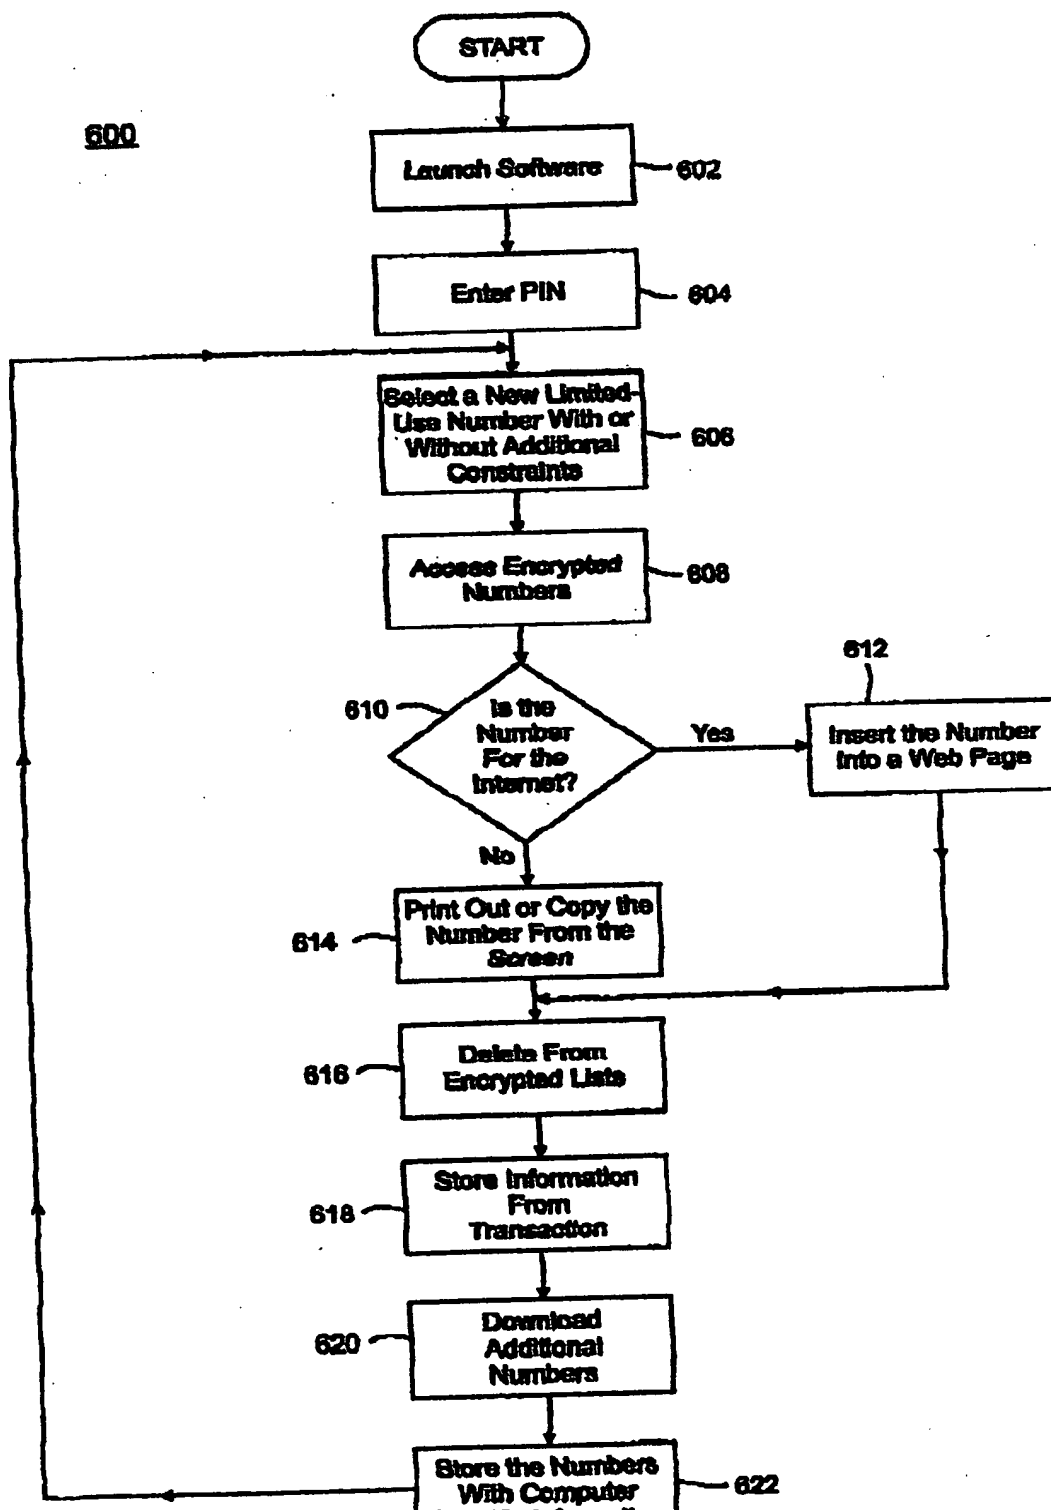 START
600
Launch Software
602
Enter PIN
604
Select a New Limited-
Use Number With or
Without Additional
Constraints
606
Access Encrypted
Numbers
608
612
610
Is the
Number
For the
Internet?
Yes
Insert the Number
Into a Web Page
No
Print Out or Copy the
Number From the
Screen
614
Delete From
Encrypted Lists
616
Store Information
From
Transaction
618
Download
Additional
Numbers
620
Store the Numbers
With Computer
622